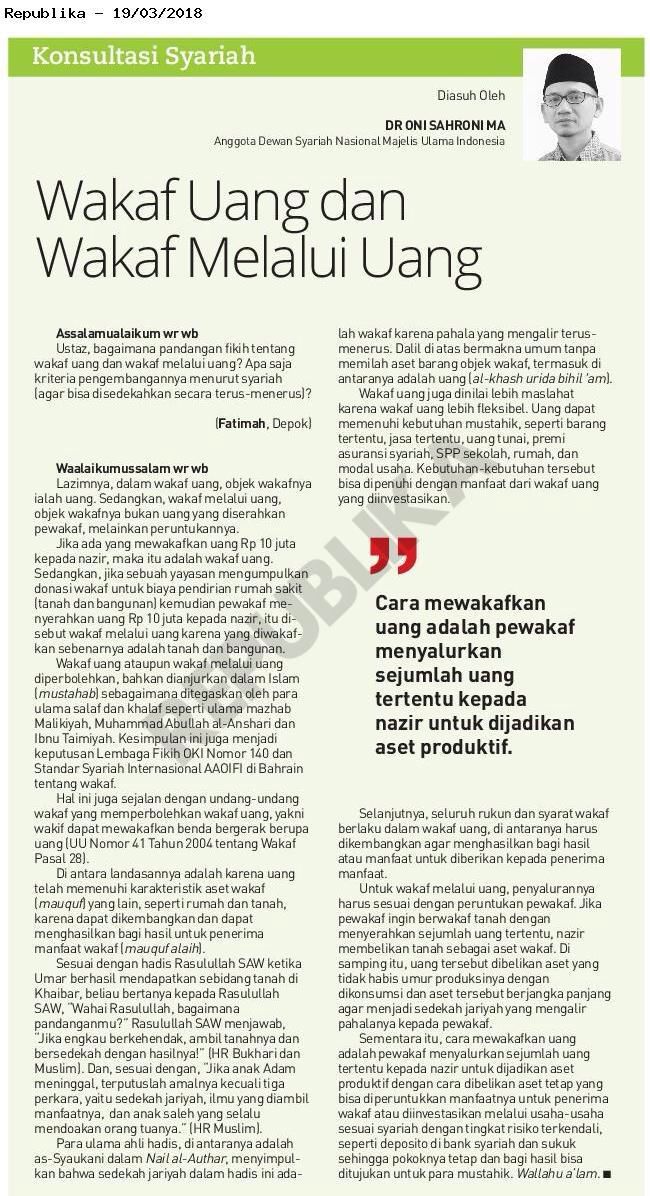 Republika - 19/03/2018
Konsultasi Syariah
Diasuh Oleh
DR ONI SAHRONI MA
Anggota Dewan Syariah Nasional Majelis Ulama Indonesia
Wakaf Uang dan
Wakaf Melalui Uang
Assalamualaikum wr wb
Ustaz, bagaimana pandangan fikih tentang
wakaf uang dan wakaf melalui uang? Apa saja
kriteria pengembangannya menurut syariah
(agar bisa disedekahkan secara terus-menerus)?
(Fatimah, Depok)
Waalaikumussalam wr wb
Lazimnya, dalam wakaf uang, objek wakafnya
ialah uang. Sedangkan, wakaf melalui uang,
objek wakafnya bukan uang yang diserahkan
pewakaf, melainkan peruntukannya.
Jika ada yang mewakafkan uang Rp 10 juta
kepada nazir, maka itu adalah wakaf uang.
Sedangkan, jika sebuah yayasan mengumpulkan
donasi wakaf untuk biaya pendirian rumah sakit
(tanah dan bangunan) kemudian pewakaf me-
nyerahkan uang Rp 10 juta kepada nazir, itu di-
sebut wakaf melalui uang karena yang diwakaf-
kan sebenarnya adalah tanah dan bangunan.
Wakaf uang ataupun wakaf melalui uang
diperbolehkan, bahkan dianjurkan dalam Islam
(mustahab) sebagaimana ditegaskan oleh para
ulama salaf dan khalaf seperti ulama mazhab
Malikiyah, Muhammad Abullah al-Anshari dan
Ibnu Taimiyah. Kesimpulan ini juga menjadi
keputusan Lembaga Fikih OKI Nomor 140 dan
Standar Syariah Internasional AAOIFI di Bahrain
tentang wakaf.
Hal ini juga sejalan dengan undang-undang
wakaf yang memperbolehkan wakaf uang, yakni
wakif dapat mewakafkan benda bergerak berupa
uang (UU Nomor 41 Tahun 2004 tentang Wakaf
Pasal 28).
Di antara landasannya adalah karena uang
telah memenuhi karakteristik aset wakaf
(mauquf) yang lain, seperti rumah dan tanah,
karena dapat dikembangkan dan dapat
menghasilkan bagi hasil untuk penerima
manfaat wakaf (mauquf alaih).
Sesuai dengan hadis Rasulullah SAW ketika
Umar berhasil mendapatkan sebidang tanah di
Khaibar, beliau bertanya kepada Rasulullah
SAW, "Wahai Rasulullah, bagaimana
pandanganmu?" Rasulullah SAW menjawab,
"Jika engkau berkehendak, ambil tanahnya dan
bersedekah dengan hasilnya!" (HR Bukhari dan
Muslim). Dan, sesuai dengan, "Jika anak Adam
meninggal, terputuslah amalnya kecuali tiga
perkara, yaitu sedekah jariyah, ilmu yang diambil
manfaatnya, dan anak saleh yang selalu
mendoakan orang tuanya." (HR Muslim).
Para ulama ahli hadis, di antaranya adalah
as-Syaukani dalam Nail al-Authar, menyimpul-
kan bahwa sedekah jariyah dalam hadis ini ada-
lah wakaf karena pahala yang mengalir terus-
menerus. Dalil di atas bermakna umum tanpa
memilah aset barang objek wakaf, termasuk di
antaranya adalah uang (al-khash urida bihil 'am).
Wakaf uang juga dinilai lebih maslahat
karena wakaf uang lebih fleksibel. Uang dapat
memenuhi kebutuhan mustahik, seperti barang
tertentu, jasa tertentu, uang tunai, premi
asuransi syariah, SPP sekolah, rumah, dan
modal usaha. Kebutuhan-kebutuhan tersebut
bisa dipenuhi dengan manfaat dari wakaf uang
yang diinvestasikan.
Cara mewakafkan
uang adalah pewakaf
menyalurkan
sejumlah uang
tertentu kepada
nazir untuk dijadikan
aset produktif.
Selanjutnya, seluruh rukun dan syarat wakaf
berlaku dalam wakaf uang, di antaranya harus
dikembangkan agar menghasilkan bagi hasil
atau manfaat untuk diberikan kepada penerima
manfaat.
Untuk wakaf melalui uang, penyalurannya
harus sesuai dengan peruntukan pewakaf. Jika
pewakaf ingin berwakaf tanah dengan
menyerahkan sejumlah uang tertentu, nazir
membelikan tanah sebagai aset wakaf. Di
samping itu, uang tersebut dibelikan aset yang
tidak habis umur produksinya dengan
dikonsumsi dan aset tersebut berjangka panjang
agar menjadi sedekah jariyah yang mengalir
pahalanya kepada pewakaf.
Sementara itu, cara mewakafkan uang
adalah pewakaf menyalurkan sejumlah uang
tertentu kepada nazir untuk dijadikan aset
produktif dengan cara dibelikan aset tetap yang
bisa diperuntukkan manfaatnya untuk penerima
wakaf atau diinvestasikan melalui usaha-usaha
sesuai syariah dengan tingkat risiko terkendali,
seperti deposito di bank syariah dan sukuk
sehingga pokoknya tetap dan bagi hasil bisa
ditujukan untuk para mustahik. Wallahu a'lam. ■
REPUBLIKA